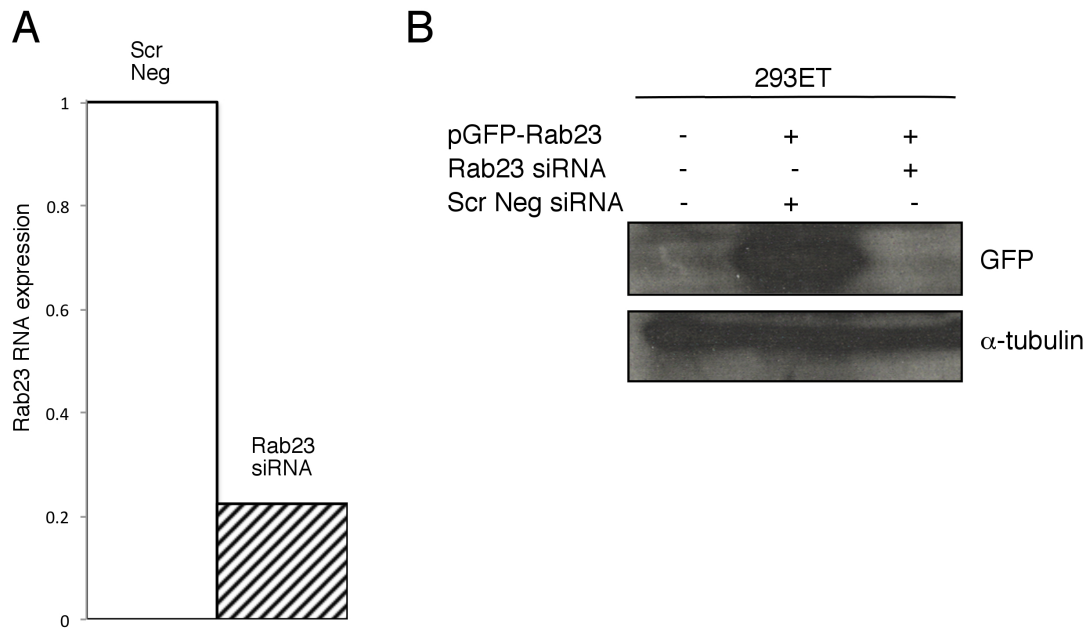 A
Scr
Neg
1
0.8
0.6
0.4
0.2
0
Rab23 RNA expression
Rab23
siRNA
B
293ET
pGFP-Rab23 - + +
Rab23 siRNA - - +
Scr Neg siRNA - + -
GFP
α-tubulin